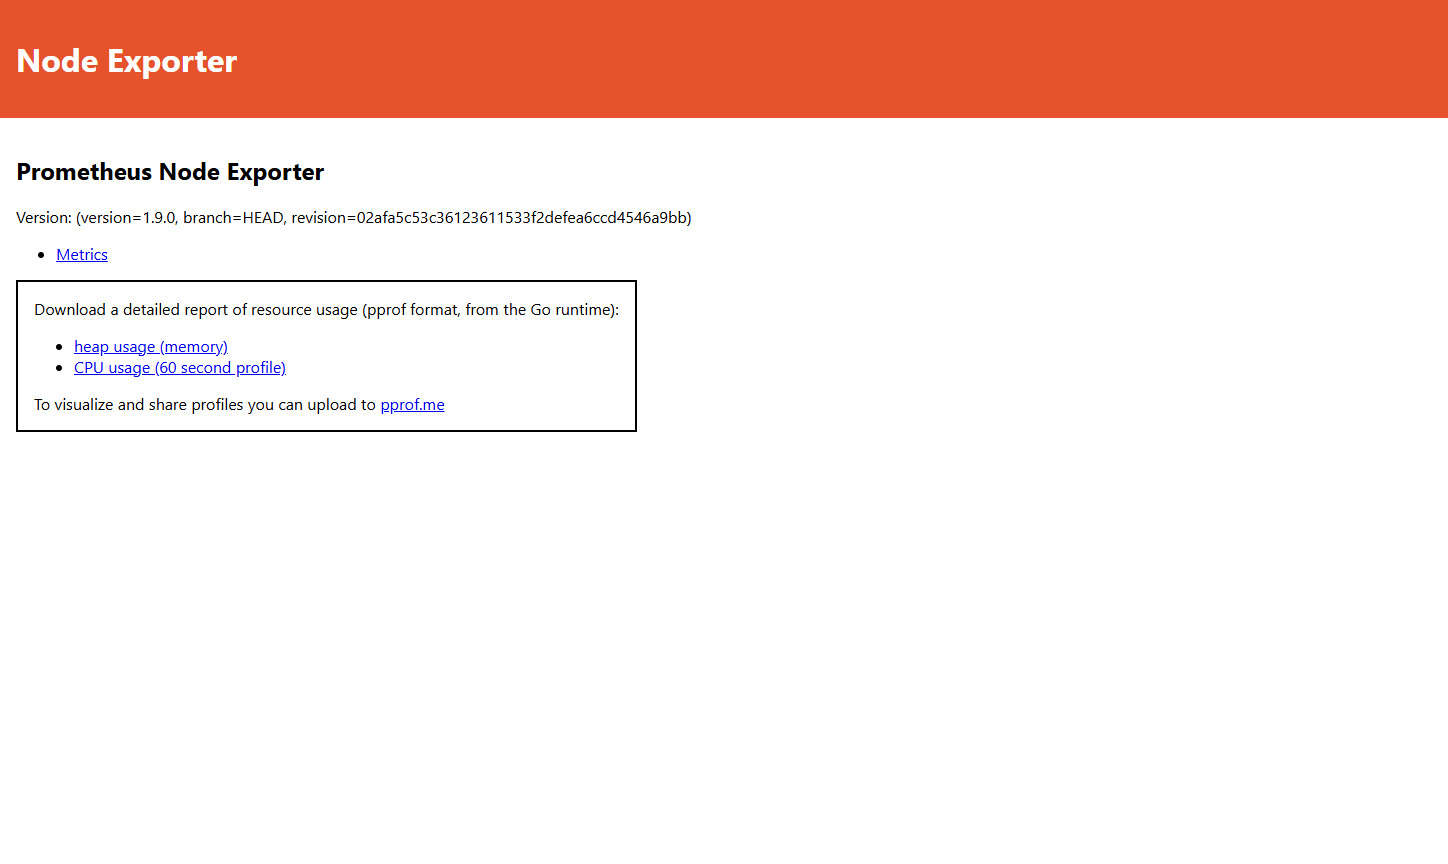 Node Exporter
Prometheus Node Exporter
Version: (version=1.9.0, branch=HEAD, revision=02afa5c53c36123611533f2defea6ccd4546a9bb)
Metrics
Download a detailed report of resource usage (pprof format, from the Go runtime):
heap usage (memory)
CPU usage (60 second profile)
To visualize and share profiles you can upload to pprof.me